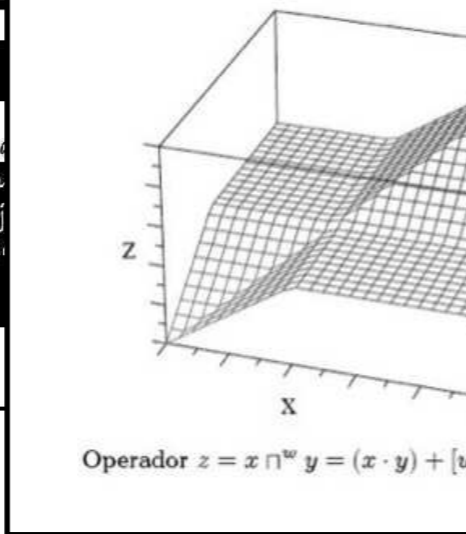 Z
X
Operador z = x ⊓^w y = (x · y) + [